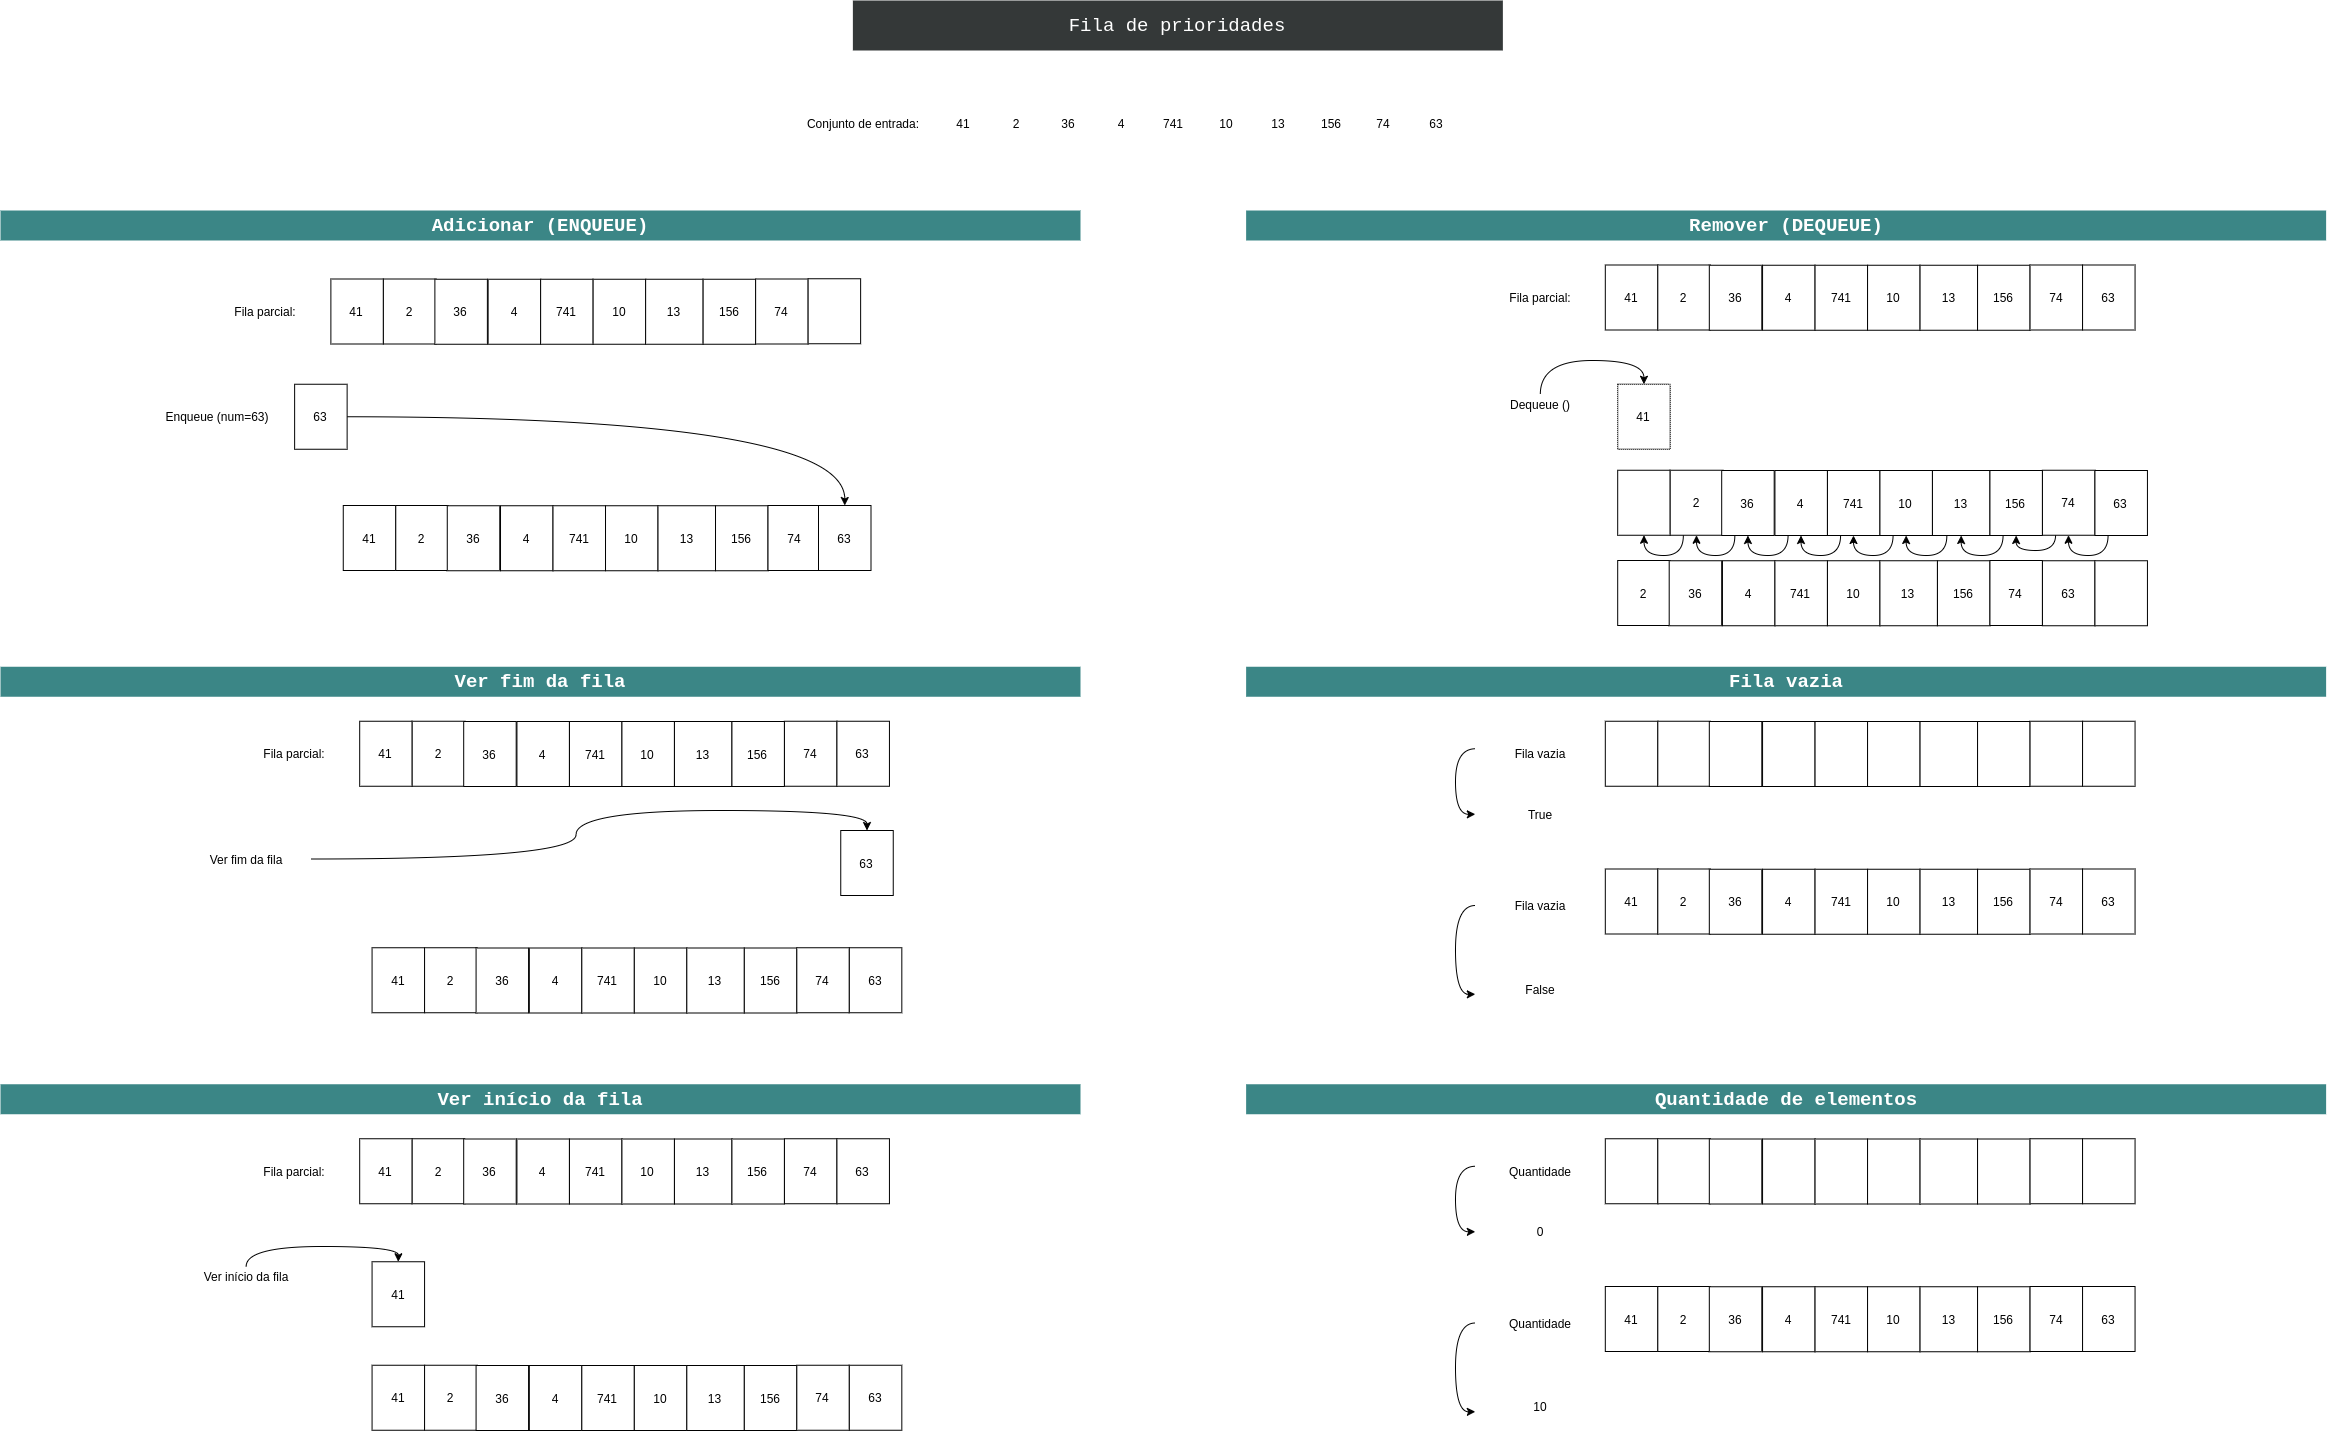 Fila de prioridades
Conjunto de entrada: 41 2 36 4 741 10 13 156 74 63
Adicionar (ENQUEUE)
Fila parcial: 41 2 36 4 741 10 13 156 74
Enqueue (num=63) 63
41 2 36 4 741 10 13 156 74 63
Remover (DEQUEUE)
Fila parcial: 41 2 36 4 741 10 13 156 74 63
Dequeue () 41
2 36 4 741 10 13 156 74 63
2 36 4 741 10 13 156 74 63
Ver fim da fila
Fila parcial: 41 2 36 4 741 10 13 156 74 63
Ver fim da fila 63
41 2 36 4 741 10 13 156 74 63
Fila vazia
Fila vazia
True
Fila vazia 41 2 36 4 741 10 13 156 74 63
False
Ver início da fila
Fila parcial: 41 2 36 4 741 10 13 156 74 63
Ver início da fila 41
41 2 36 4 741 10 13 156 74 63
Quantidade de elementos
Quantidade
0
Quantidade 41 2 36 4 741 10 13 156 74 63
10